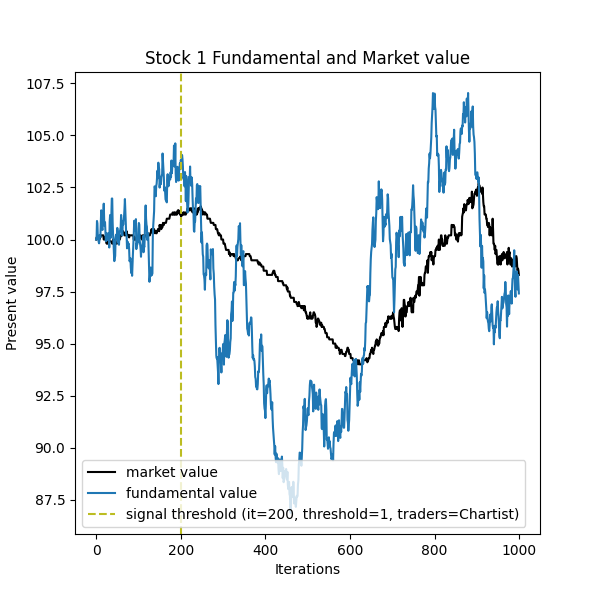 Stock 1 Fundamental and Market value
107.5
105.0
102.5
100.0
97.5
95.0
92.5
90.0
87.5
Present value
market value
fundamental value
signal threshold (it=200, threshold=1, traders=Chartist)
0 200 400 600 800 1000
Iterations